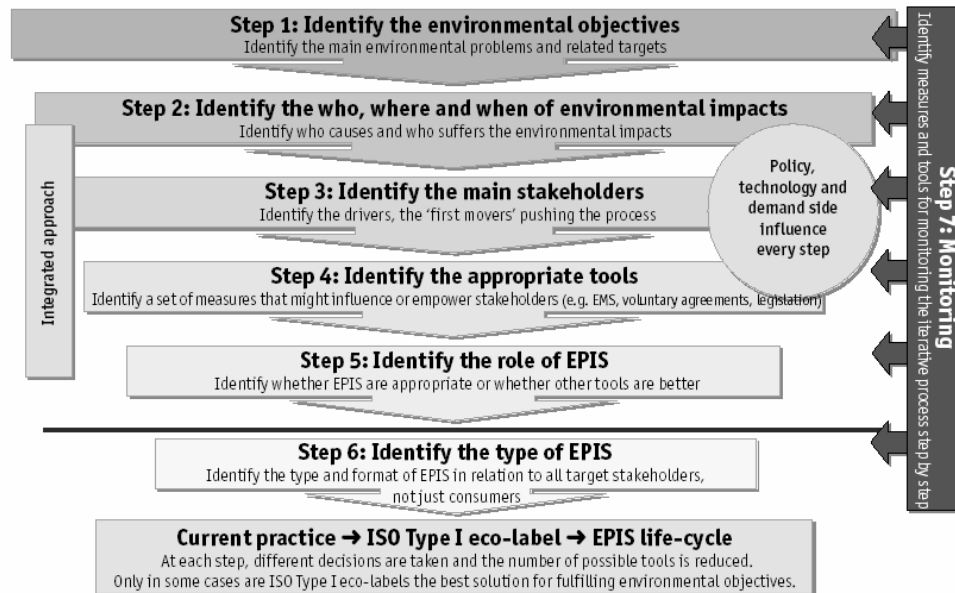 Step 1: Identify the environmental objectives
Identify the main environmental problems and related targets
Step 2: Identify the who, where and when of environmental impacts
Identify who causes and who suffers the environmental impacts
Step 3: Identify the main stakeholders
Identify the drivers, the ‘first movers’ pushing the process
Step 4: Identify the appropriate tools
Identify a set of measures that might influence or empower stakeholders (e.g. EMS, voluntary agreements, legislation)
Step 5: Identify the role of EPIS
Identify whether EPIS are appropriate or whether other tools are better
Step 6: Identify the type of EPIS
Identify the type and format of EPIS in relation to all target stakeholders,
not just consumers
Current practice ➔ ISO Type I eco-label ➔ EPIS life-cycle
At each step, different decisions are taken and the number of possible tools is reduced.
Only in some cases are ISO Type I eco-labels the best solution for fulfilling environmental objectives.
Integrated approach
Policy,
technology and
demand side
influence
every step
Step 7: Monitoring
Identify measures and tools for monitoring the iterative process step by step